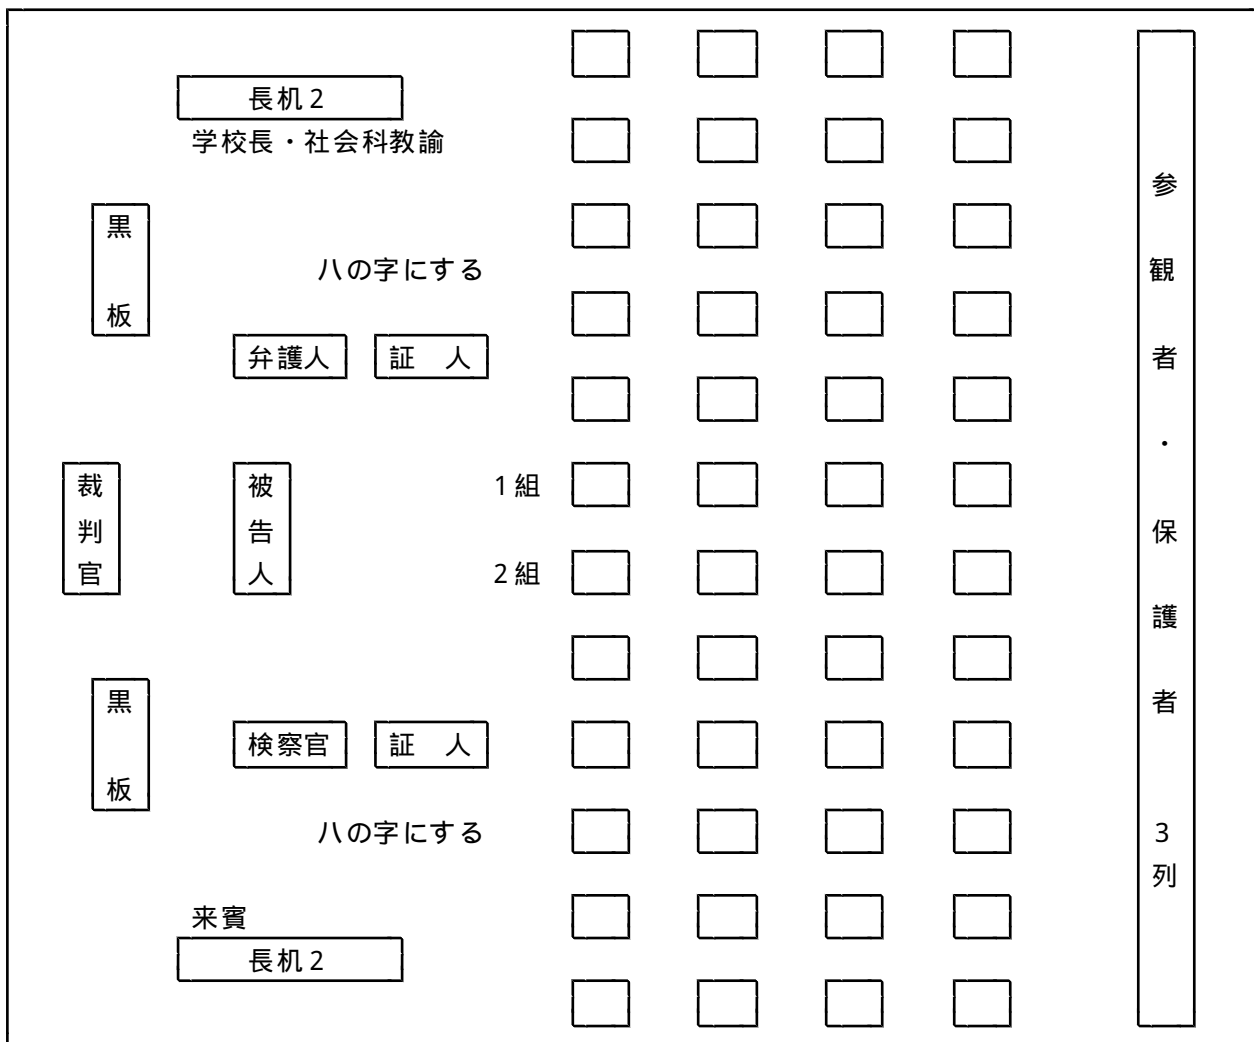 長机2
学校長・社会科教諭
黒板
八の字にする
弁護人
証 人
裁判官
被告人
1組
2組
黒板
検察官
証 人
八の字にする
来賓
長机2
参観者・保護者 3列